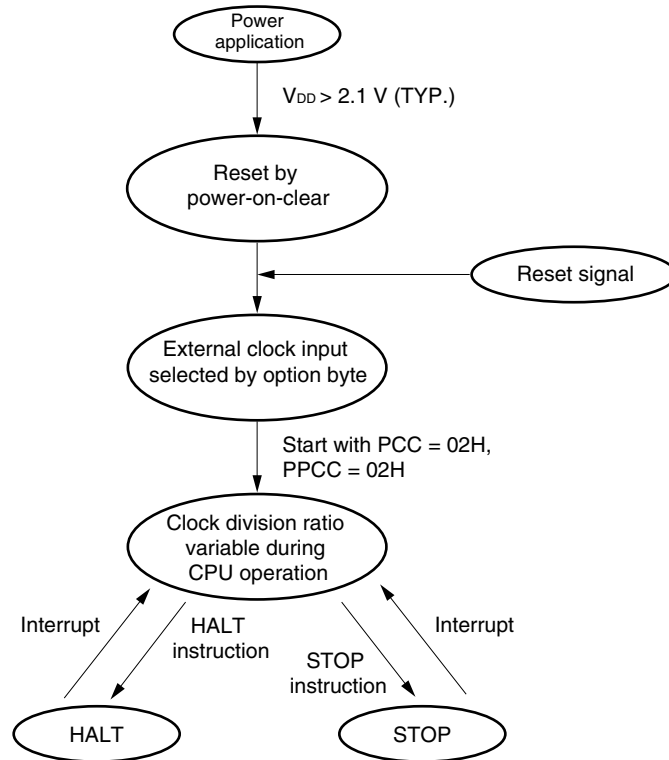 Power
application
VDD > 2.1 V (TYP.)
Reset by
power-on-clear
Reset signal
External clock input
selected by option byte
Start with PCC = 02H,
PPCC = 02H
Clock division ratio
variable during
CPU operation
Interrupt
HALT
instruction
STOP
instruction
Interrupt
HALT
STOP